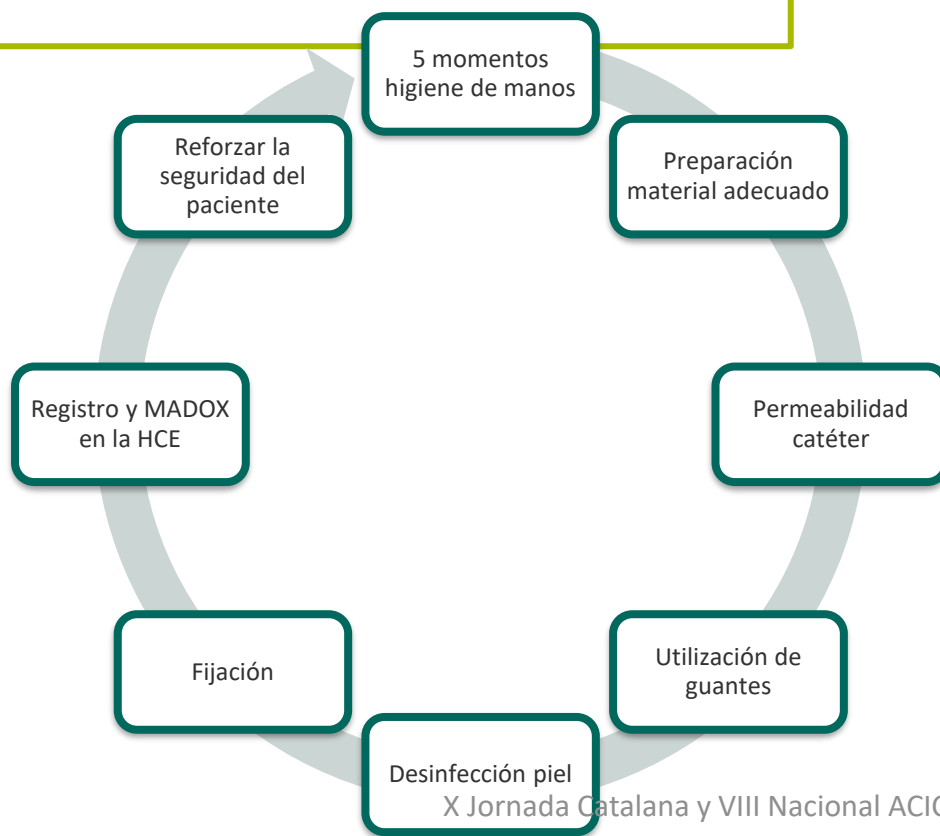 5 momentos
higiene de manos
Preparación
material adecuado
Permeabilidad
catéter
Utilización de
guantes
Desinfección piel
Fijación
Registro y MADOX
en la HCE
Reforzar la
seguridad del
paciente
X Jornada Catalana y VIII Nacional